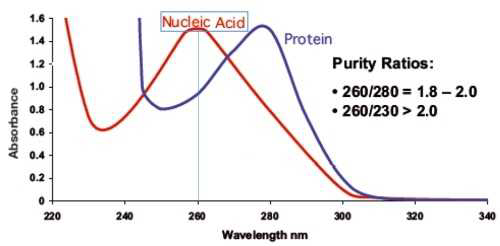 Nucleic Acid
Protein
Purity Ratios:
• 260/280 = 1.8 – 2.0
• 260/230 > 2.0
Absorbance
1.6
1.4
1.2
1.0
0.8
0.6
0.4
0.2
0
220 240 260 280 300 320 340
Wavelength nm